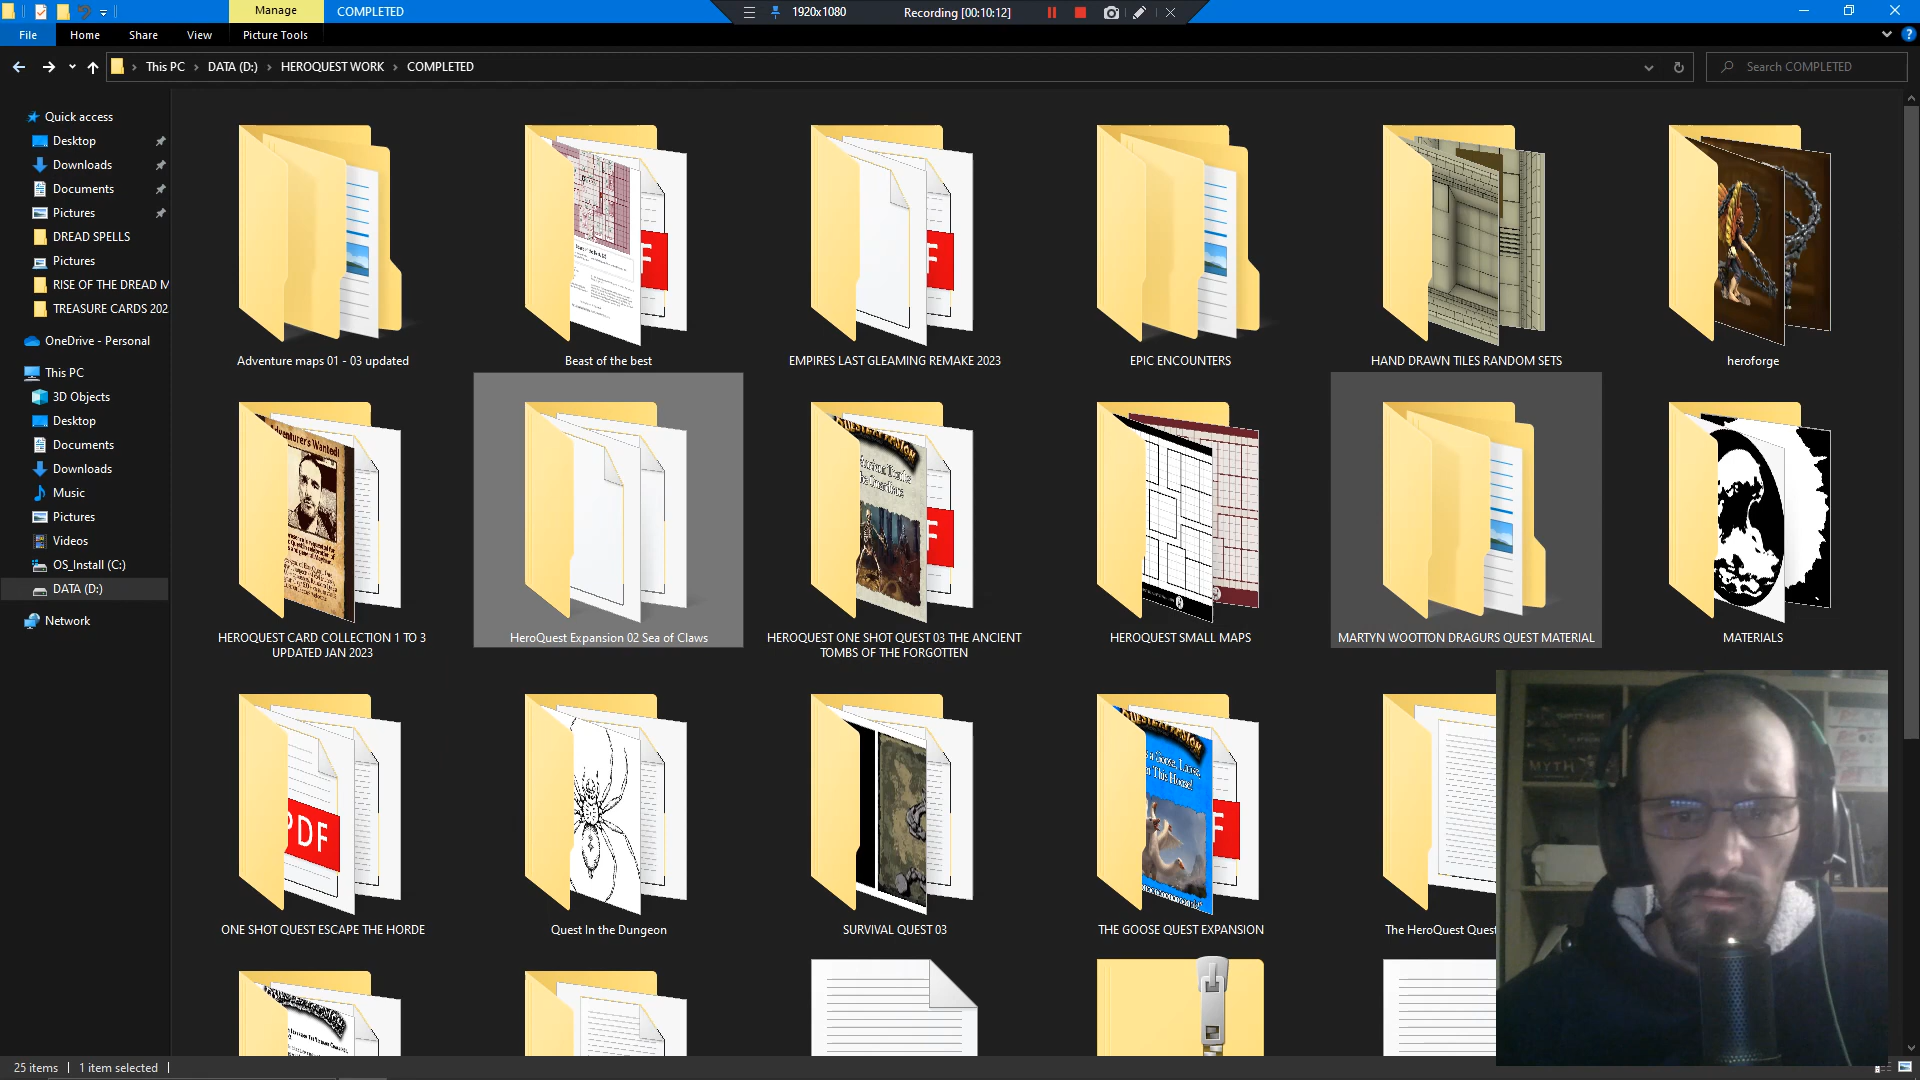 Manage
COMPLETED
1920x1080
Recording [00:10:12]
File
Home
Share
View
Picture Tools
This PC
DATA (D:)
HEROQUEST WORK
COMPLETED
Search COMPLETED
Quick access
Desktop
Downloads
Documents
Pictures
DREAD SPELLS
Pictures
RISE OF THE DREAD M
TREASURE CARDS 202
OneDrive - Personal
This PC
3D Objects
Desktop
Documents
Downloads
Music
Pictures
Videos
OS_Install (C:)
DATA (D:)
Network
Adventure maps 01 - 03 updated
Beast of the best
EMPIRES LAST GLEAMING REMAKE 2023
EPIC ENCOUNTERS
HAND DRAWN TILES RANDOM SETS
heroforge
HEROQUEST CARD COLLECTION 1 TO 3
UPDATED JAN 2023
HeroQuest Expansion 02 Sea of Claws
HEROQUEST ONE SHOT QUEST 03 THE ANCIENT
TOMBS OF THE FORGOTTEN
HEROQUEST SMALL MAPS
MARTYN WOOTTON DRAGURS QUEST MATERIAL
MATERIALS
PDF
ONE SHOT QUEST ESCAPE THE HORDE
Quest In the Dungeon
SURVIVAL QUEST 03
THE GOOSE QUEST EXPANSION
The HeroQuest Quest
MYTH
25 items
1 item selected